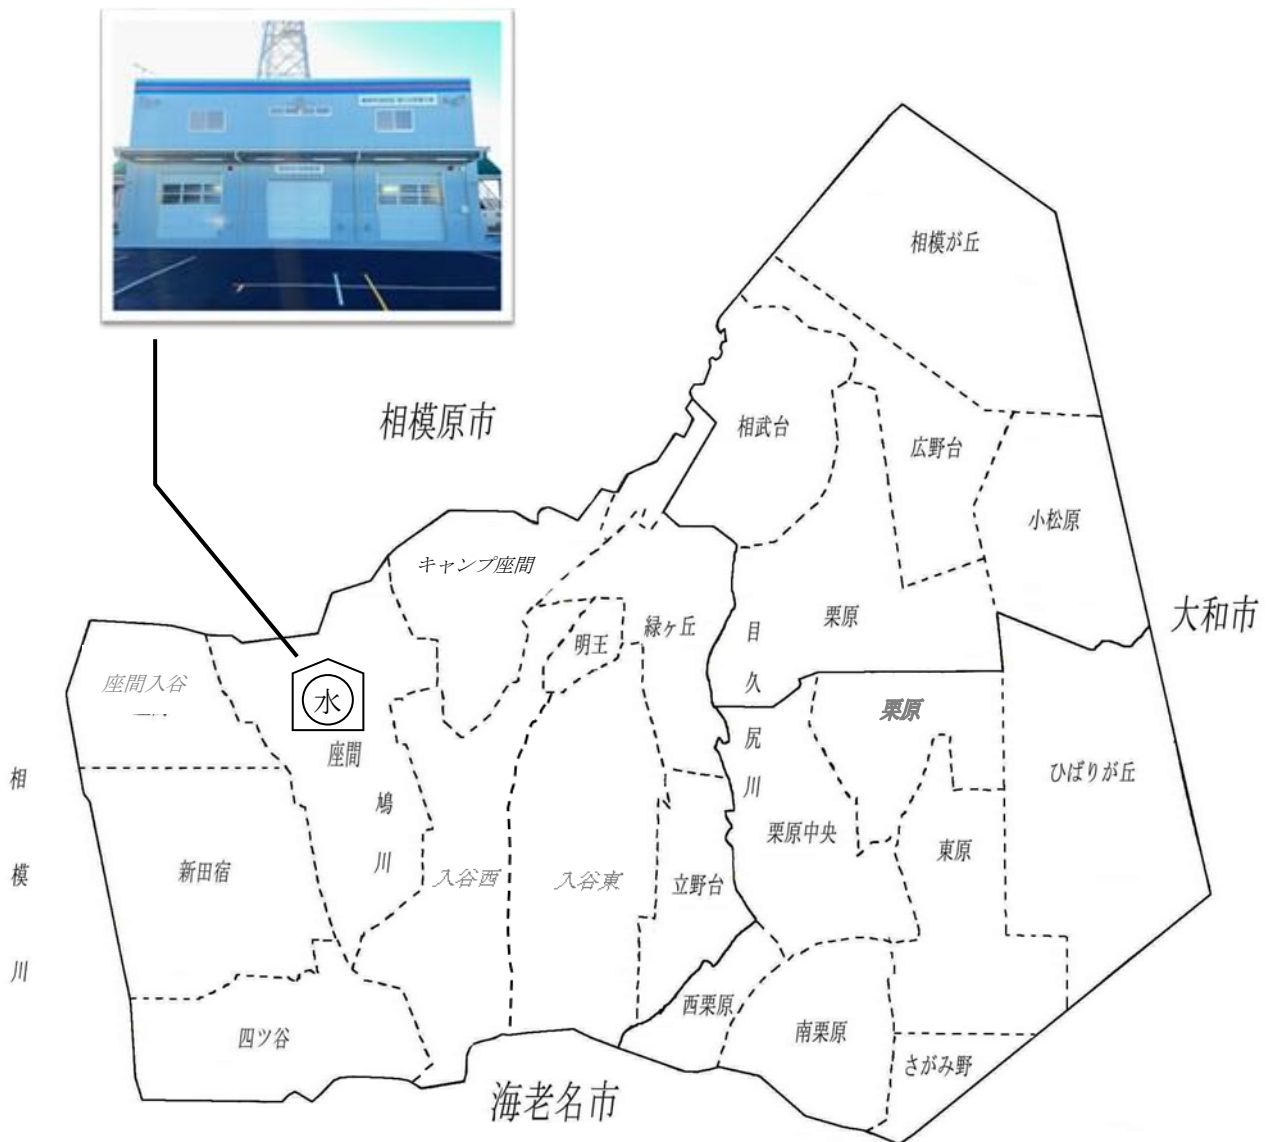 相模が丘
相模原市
相武台
広野台
小松原
キャンプ座間
大和市
栗原
緑ヶ丘
明王
目久尻川
座間入谷
水
座間
栗原
ひばりが丘
相模川
鳩川
栗原中央
東原
新田宿
入谷西
入谷東
立野台
西栗原
南栗原
四ツ谷
さがみ野
海老名市